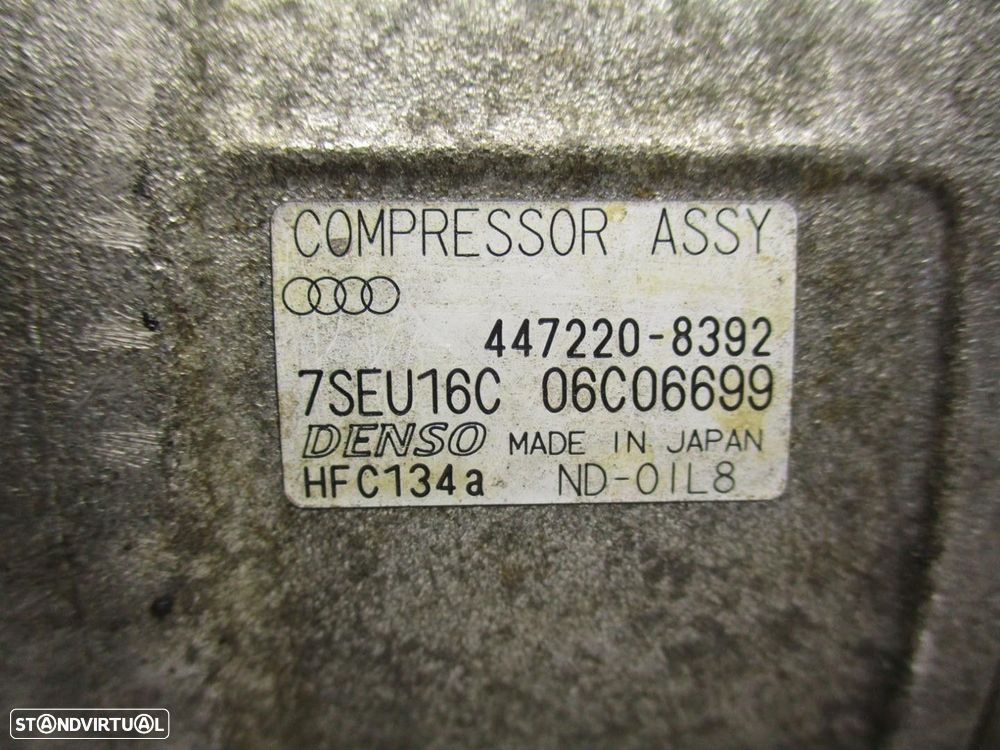 COMPRESSOR ASSY
447220-8392
7SEU16C 06C06699
DENSO MADE IN JAPAN
HFC134a ND-OIL8
STANDVIRTUAL